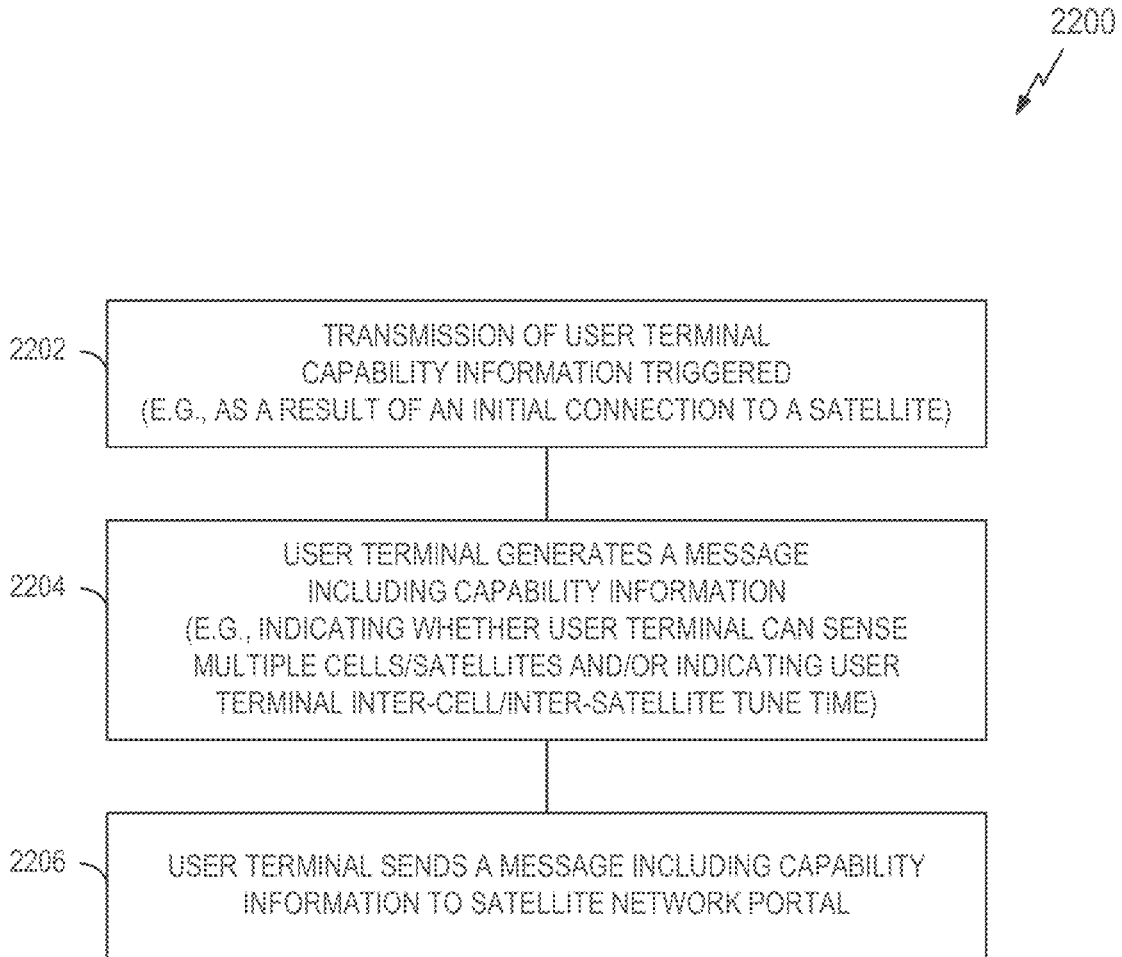 2200
2202
TRANSMISSION OF USER TERMINAL
CAPABILITY INFORMATION TRIGGERED
(E.G., AS A RESULT OF AN INITIAL CONNECTION TO A SATELLITE)
2204
USER TERMINAL GENERATES A MESSAGE
INCLUDING CAPABILITY INFORMATION
(E.G., INDICATING WHETHER USER TERMINAL CAN SENSE
MULTIPLE CELLS/SATELLITES AND/OR INDICATING USER
TERMINAL INTER-CELL/INTER-SATELLITE TUNE TIME)
2206
USER TERMINAL SENDS A MESSAGE INCLUDING CAPABILITY
INFORMATION TO SATELLITE NETWORK PORTAL